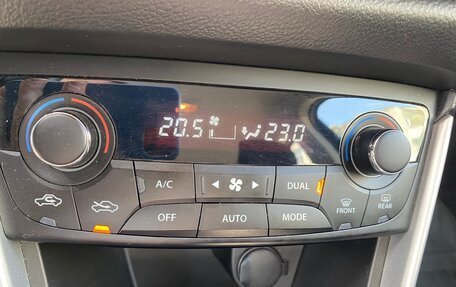 20.5 23.0
A/C DUAL
OFF AUTO MODE FRONT REAR